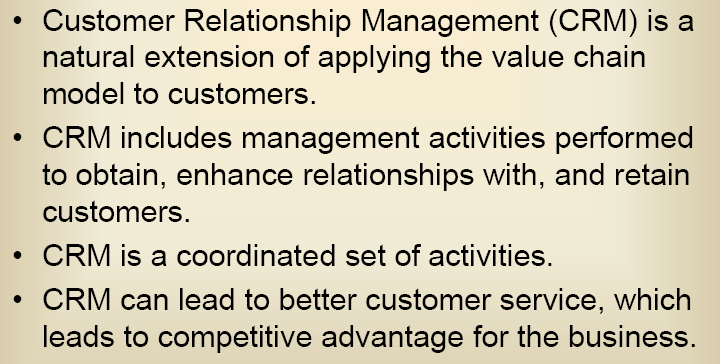 • Customer Relationship Management (CRM) is a
natural extension of applying the value chain
model to customers.
• CRM includes management activities performed
to obtain, enhance relationships with, and retain
customers.
• CRM is a coordinated set of activities.
• CRM can lead to better customer service, which
leads to competitive advantage for the business.